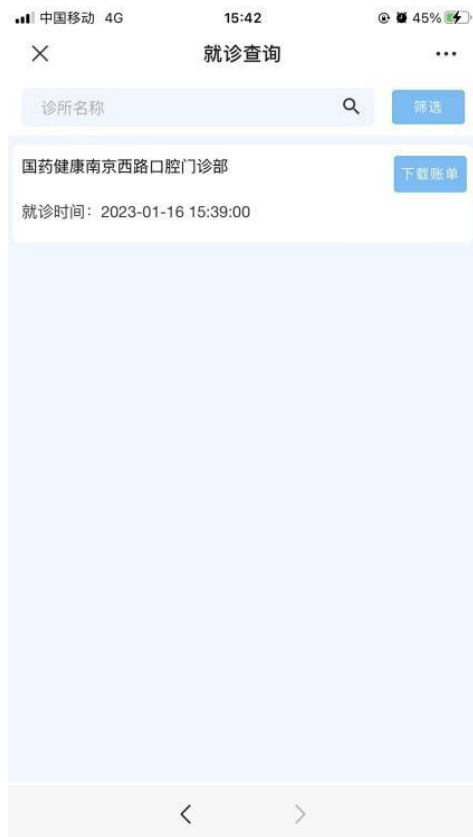 中国移动 4G 15:42 45%
就诊查询
诊所名称 筛选
国药健康南京西路口腔门诊部 下载账单
就诊时间：2023-01-16 15:39:00